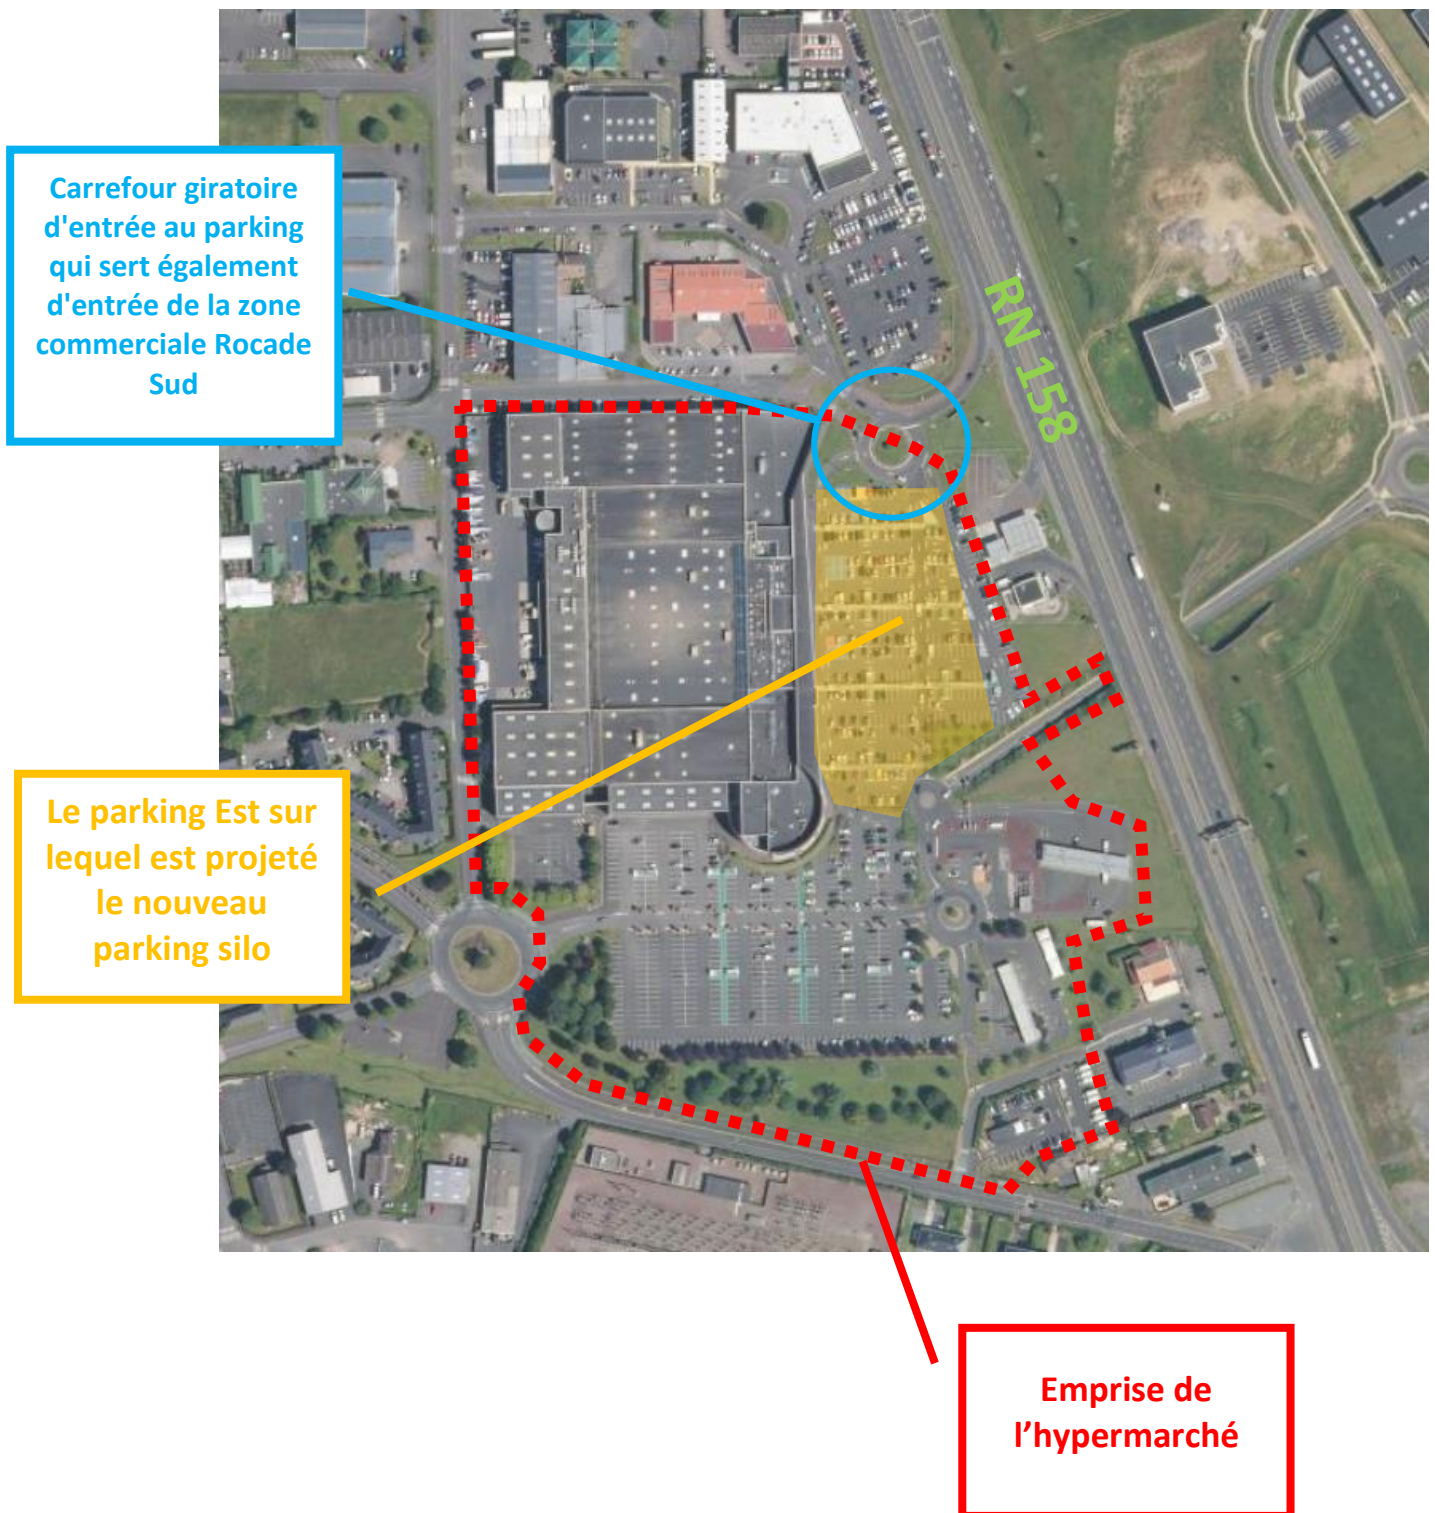 Carrefour giratoire
d'entrée au parking
qui sert également
d'entrée de la zone
commerciale Rocade
Sud
RN 158
Le parking Est sur
lequel est projeté
le nouveau
parking silo
Emprise de
l’hypermarché